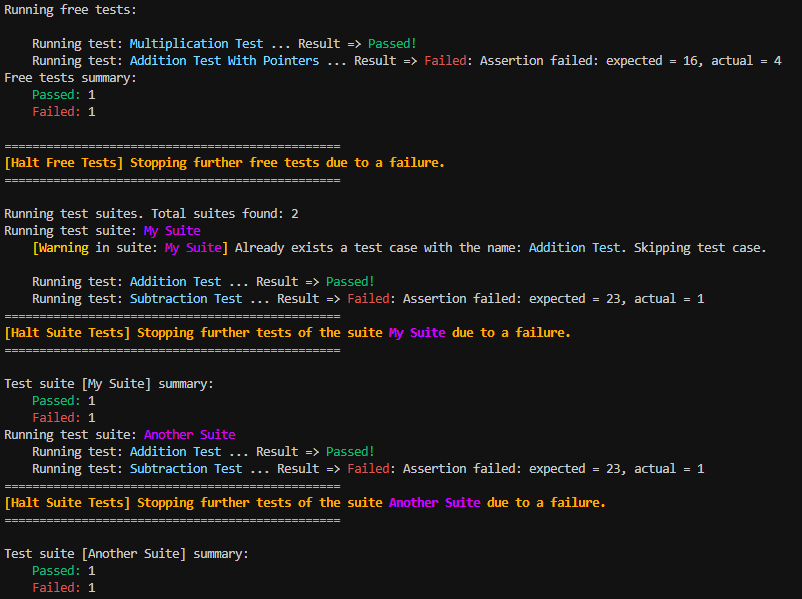 Running free tests:
Running test: Multiplication Test ... Result => Passed!
Running test: Addition Test With Pointers ... Result => Failed: Assertion failed: expected = 16, actual = 4
Free tests summary:
Passed: 1
Failed: 1
================================================
[Halt Free Tests] Stopping further free tests due to a failure.
================================================
Running test suites. Total suites found: 2
Running test suite: My Suite
[Warning in suite: My Suite] Already exists a test case with the name: Addition Test. Skipping test case.
Running test: Addition Test ... Result => Passed!
Running test: Subtraction Test ... Result => Failed: Assertion failed: expected = 23, actual = 1
================================================
[Halt Suite Tests] Stopping further tests of the suite My Suite due to a failure.
================================================
Test suite [My Suite] summary:
Passed: 1
Failed: 1
Running test suite: Another Suite
Running test: Addition Test ... Result => Passed!
Running test: Subtraction Test ... Result => Failed: Assertion failed: expected = 23, actual = 1
================================================
[Halt Suite Tests] Stopping further tests of the suite Another Suite due to a failure.
================================================
Test suite [Another Suite] summary:
Passed: 1
Failed: 1